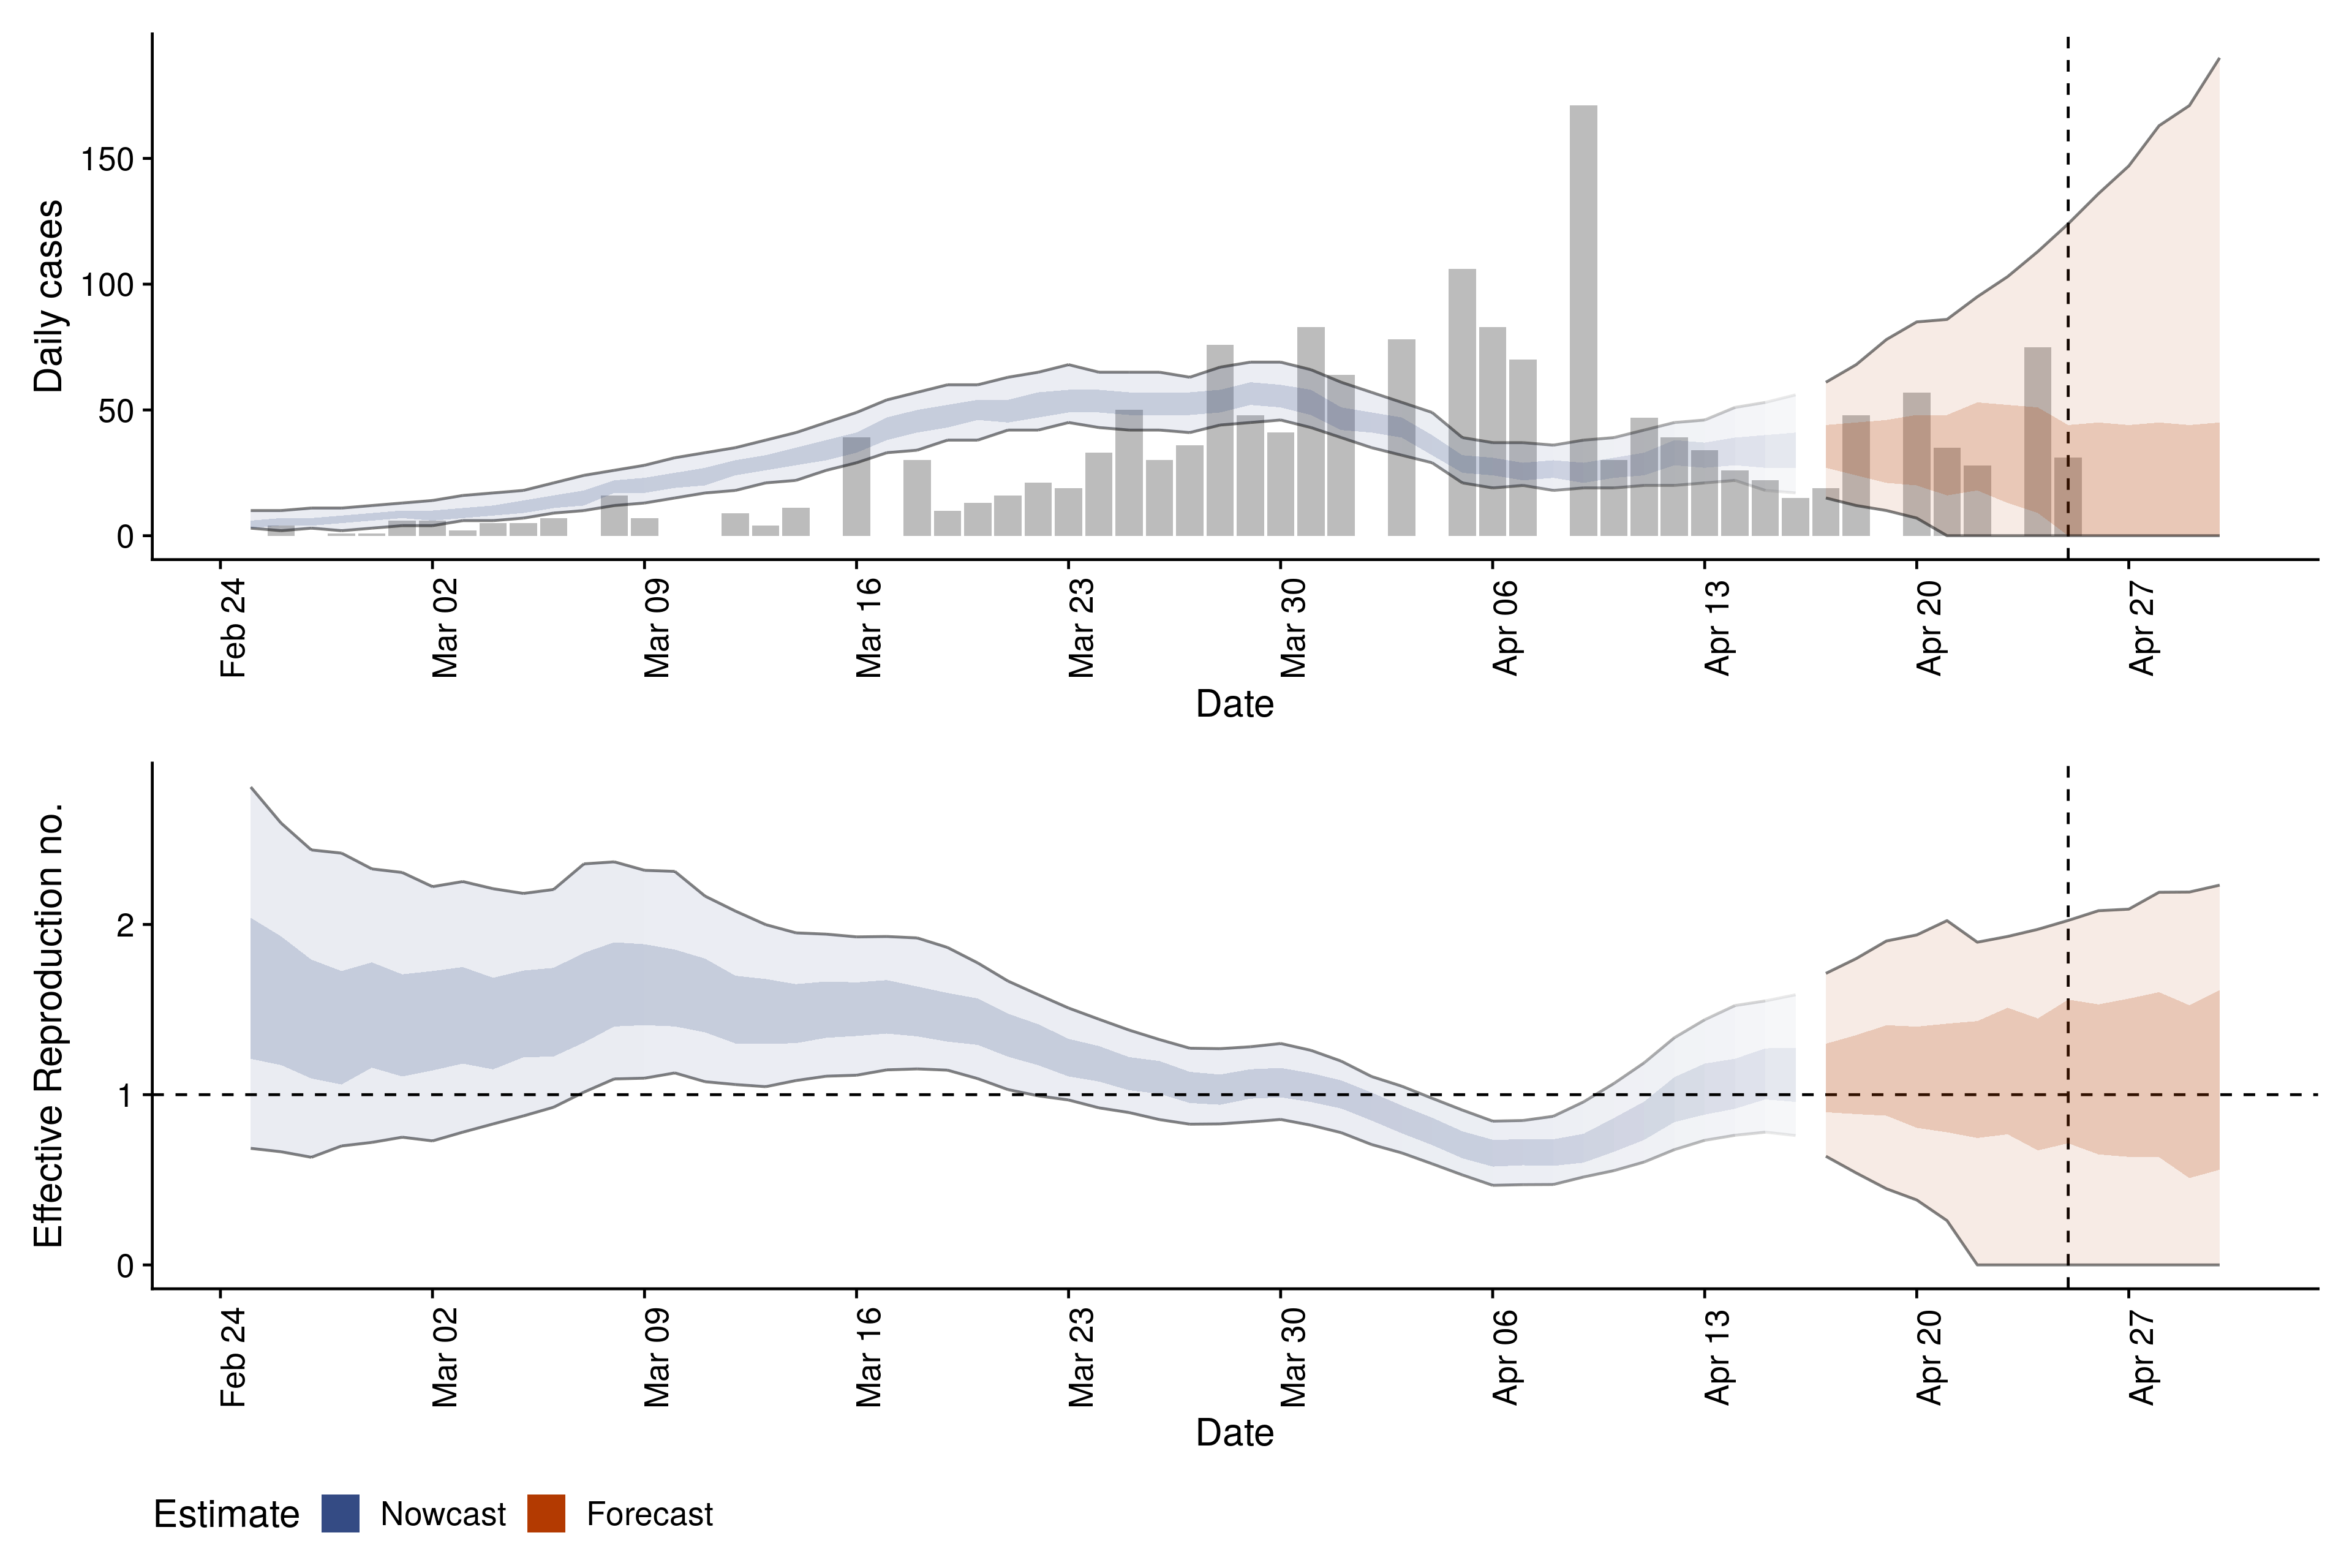 Daily cases
150
100
50
0
Feb 24
Mar 02
Mar 09
Mar 16
Mar 23
Mar 30
Apr 06
Apr 13
Apr 20
Apr 27
Date
Effective Reproduction no.
2
1
0
Feb 24
Mar 02
Mar 09
Mar 16
Mar 23
Mar 30
Apr 06
Apr 13
Apr 20
Apr 27
Date
Estimate Nowcast Forecast